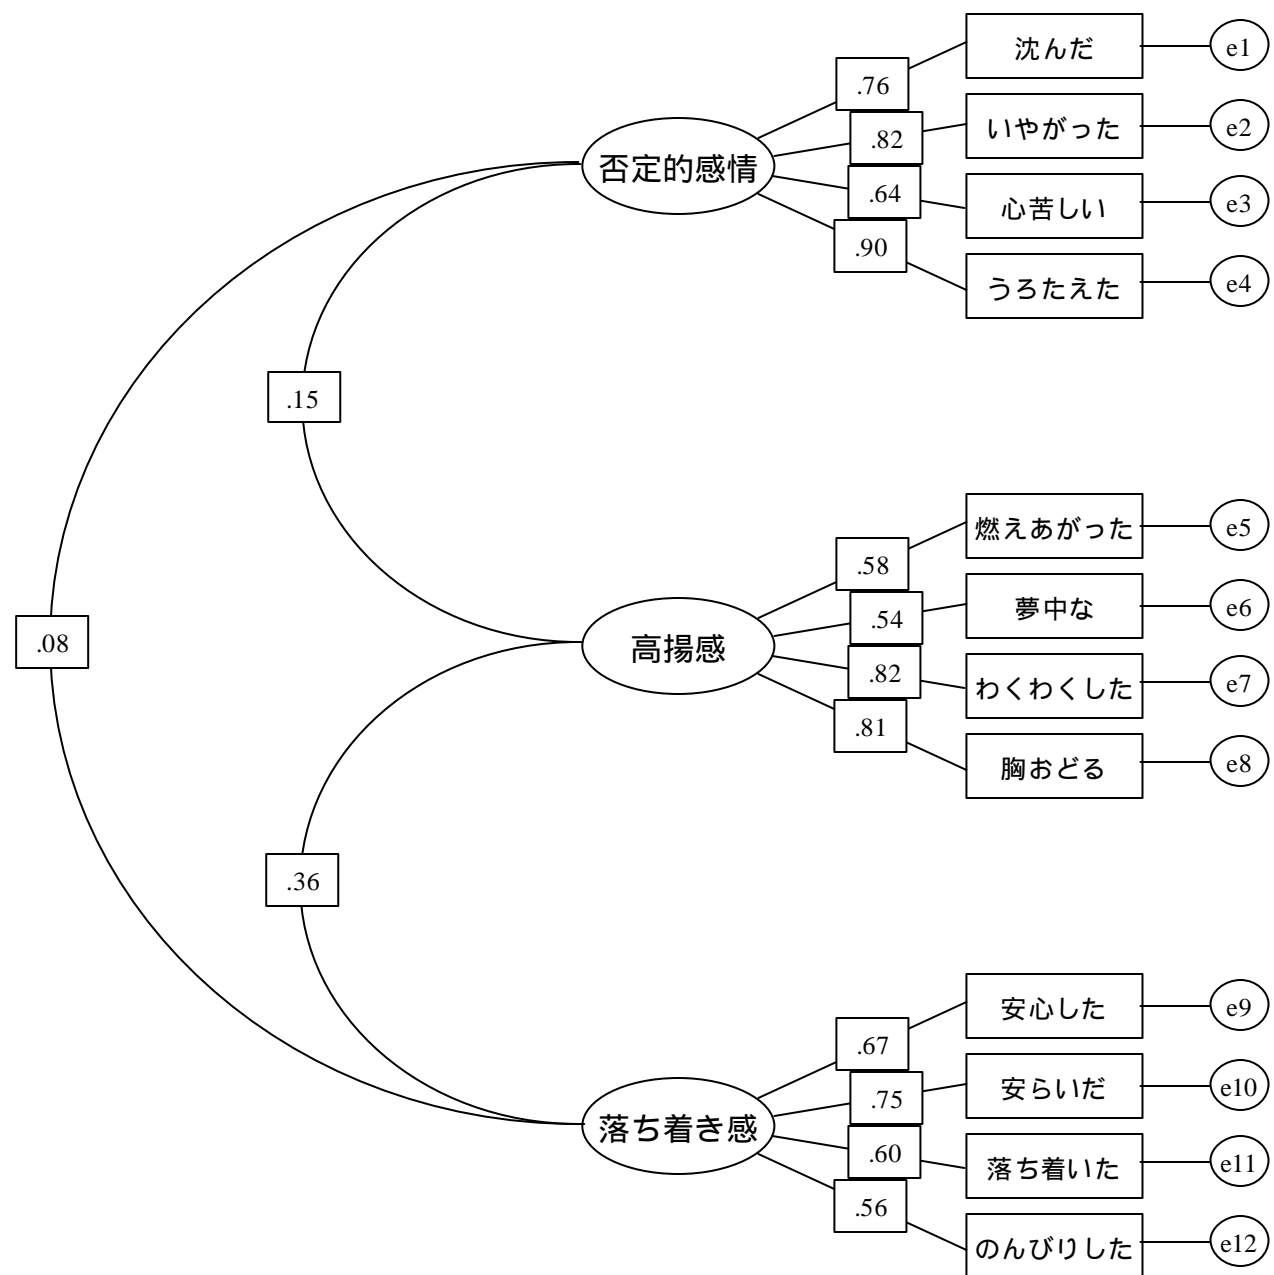 沈んだ
e1
.76
いやがった
e2
.82
否定的感情
心苦しい
e3
.64
うろたえた
e4
.90
.15
燃えあがった
e5
.58
夢中な
e6
.54
高揚感
.08
わくわくした
e7
.82
胸おどる
e8
.81
.36
安心した
e9
.67
安らいだ
e10
.75
落ち着き感
落ち着いた
e11
.60
のんびりした
e12
.56